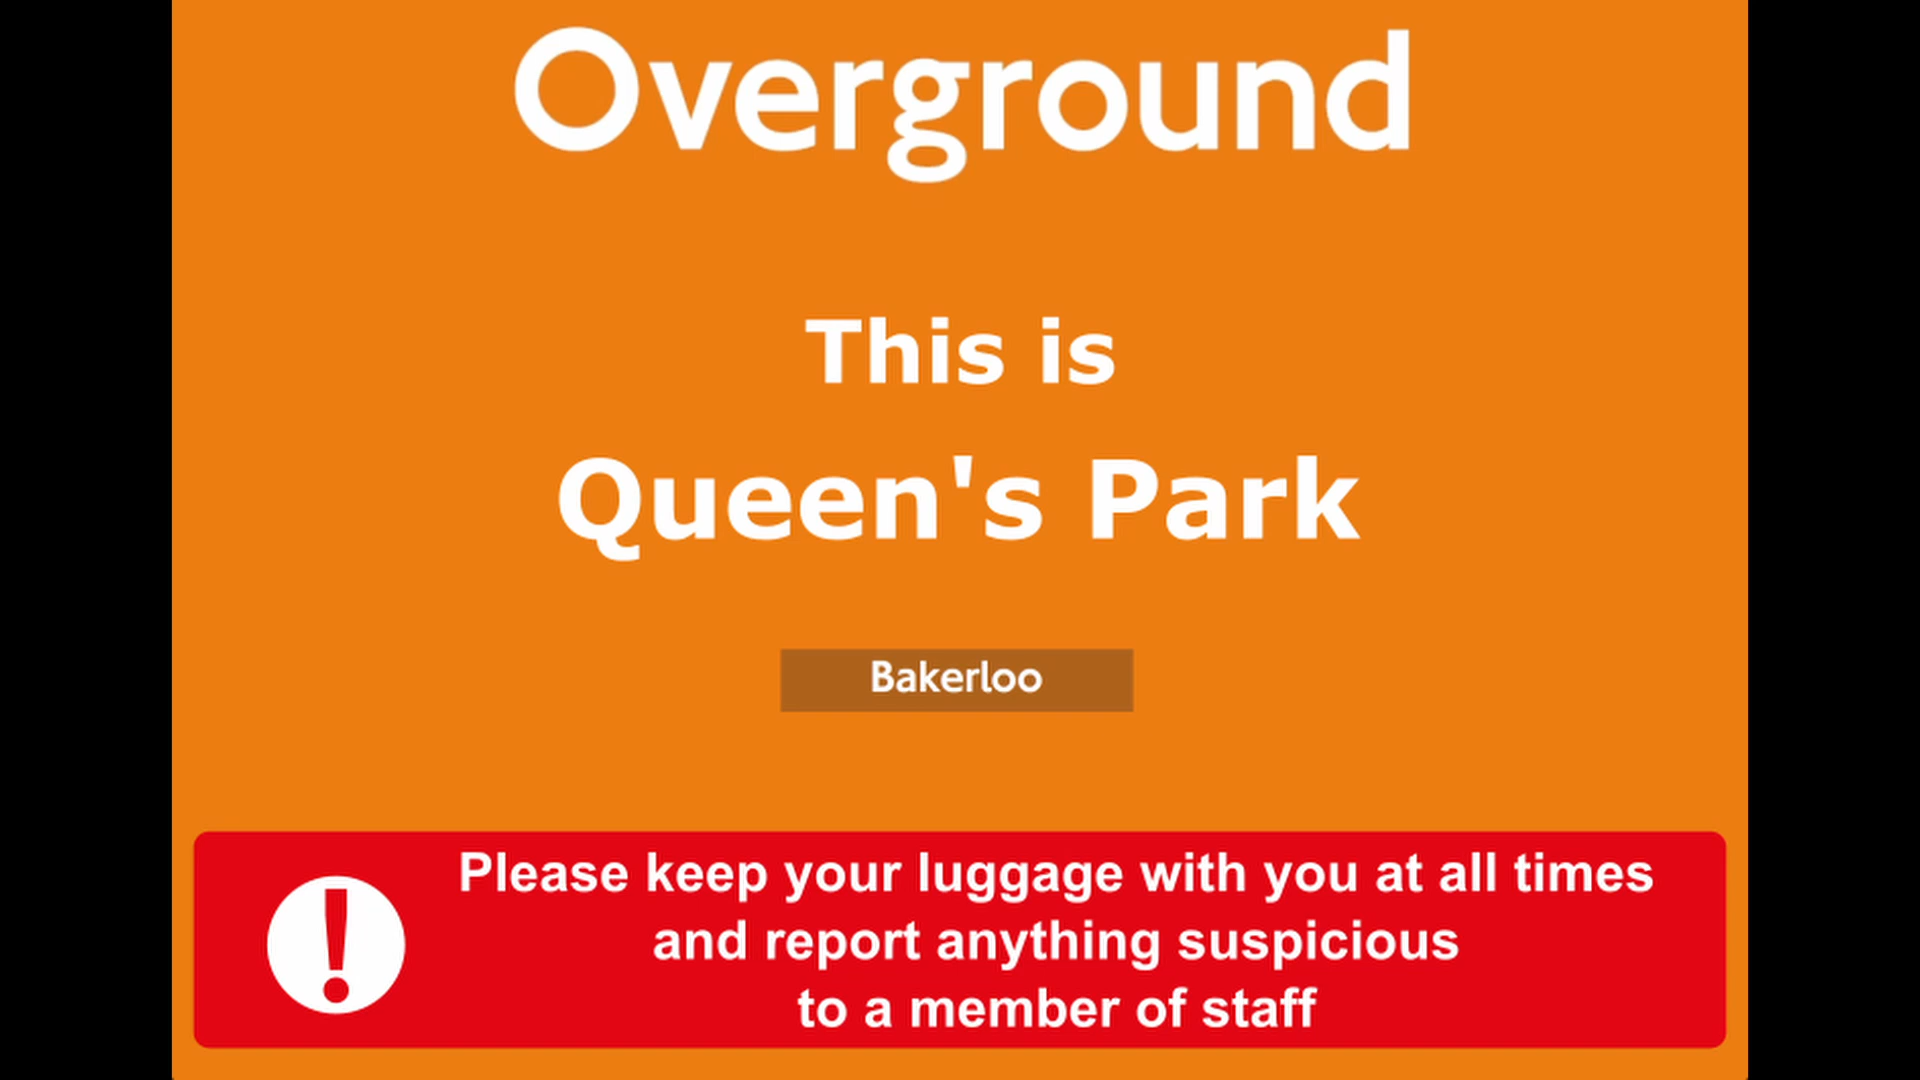 Overground
This is
Queen's Park
Bakerloo
Please keep your luggage with you at all times
and report anything suspicious
to a member of staff